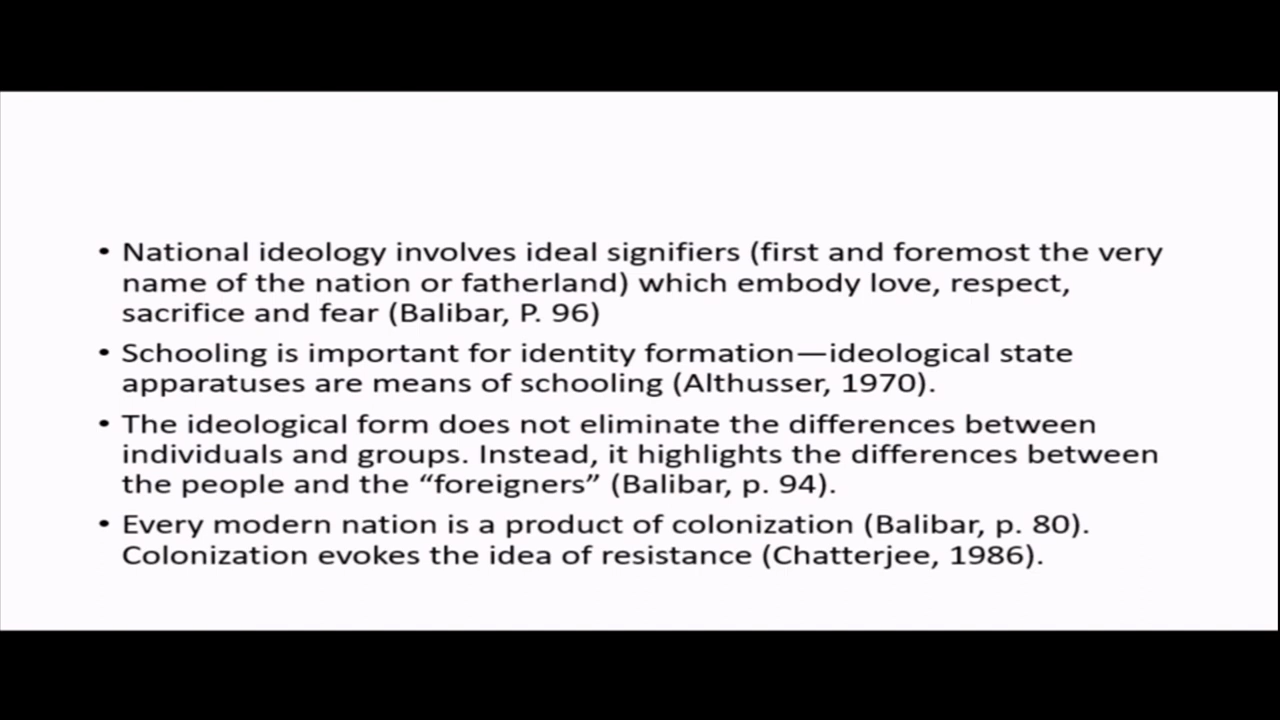 • National ideology involves ideal signifiers (first and foremost the very
name of the nation or fatherland) which embody love, respect,
sacrifice and fear (Balibar, P. 96)
• Schooling is important for identity formation—ideological state
apparatuses are means of schooling (Althusser, 1970).
• The ideological form does not eliminate the differences between
individuals and groups. Instead, it highlights the differences between
the people and the “foreigners” (Balibar, p. 94).
• Every modern nation is a product of colonization (Balibar, p. 80).
Colonization evokes the idea of resistance (Chatterjee, 1986).